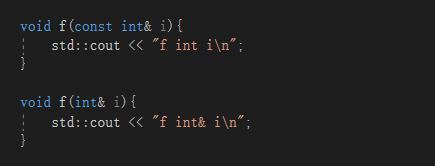 void f(const int& i){
    std::cout << "f int i\n";
}

void f(int& i){
    std::cout << "f int& i\n";
}